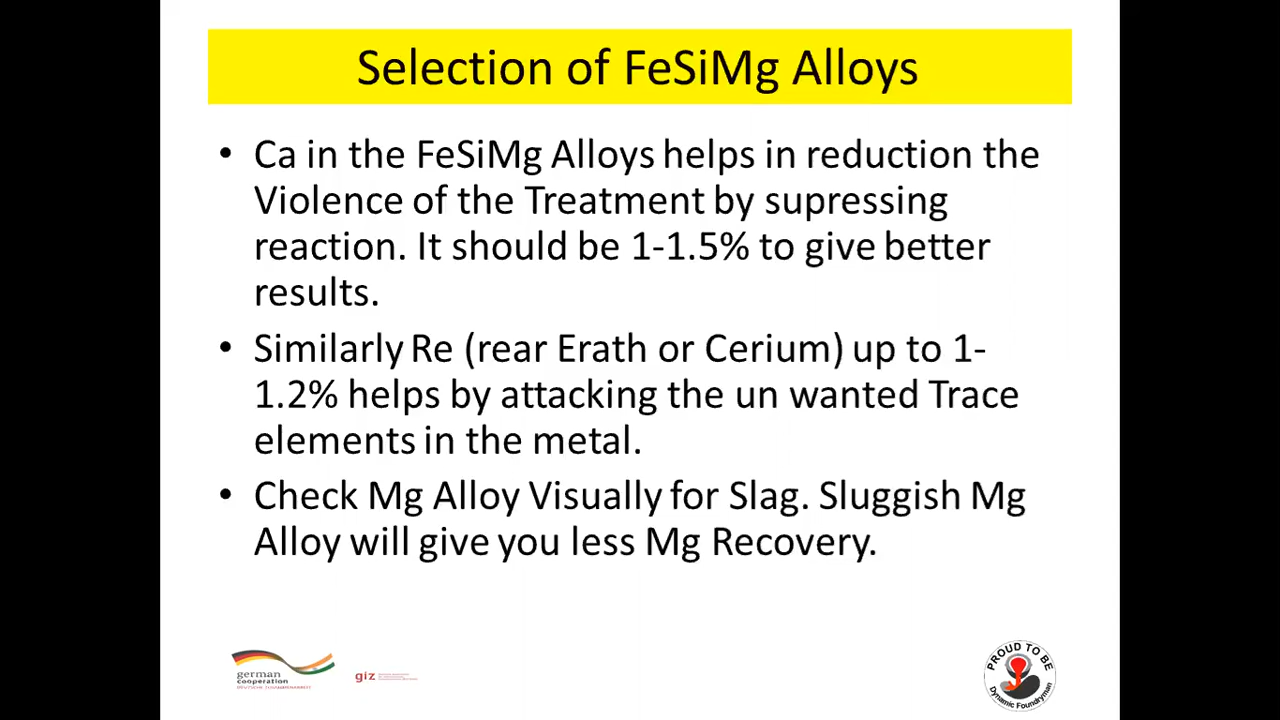 Selection of FeSiMg Alloys
• Ca in the FeSiMg Alloys helps in reduction the
Violence of the Treatment by supressing
reaction. It should be 1-1.5% to give better
results.
• Similarly Re (rear Erath or Cerium) up to 1-
1.2% helps by attacking the un wanted Trace
elements in the metal.
• Check Mg Alloy Visually for Slag. Sluggish Mg
Alloy will give you less Mg Recovery.
german
cooperation
DEUTSCHE ZUSAMMENARBEIT
giz
PROUD TO BE
Dynamic Foundryman